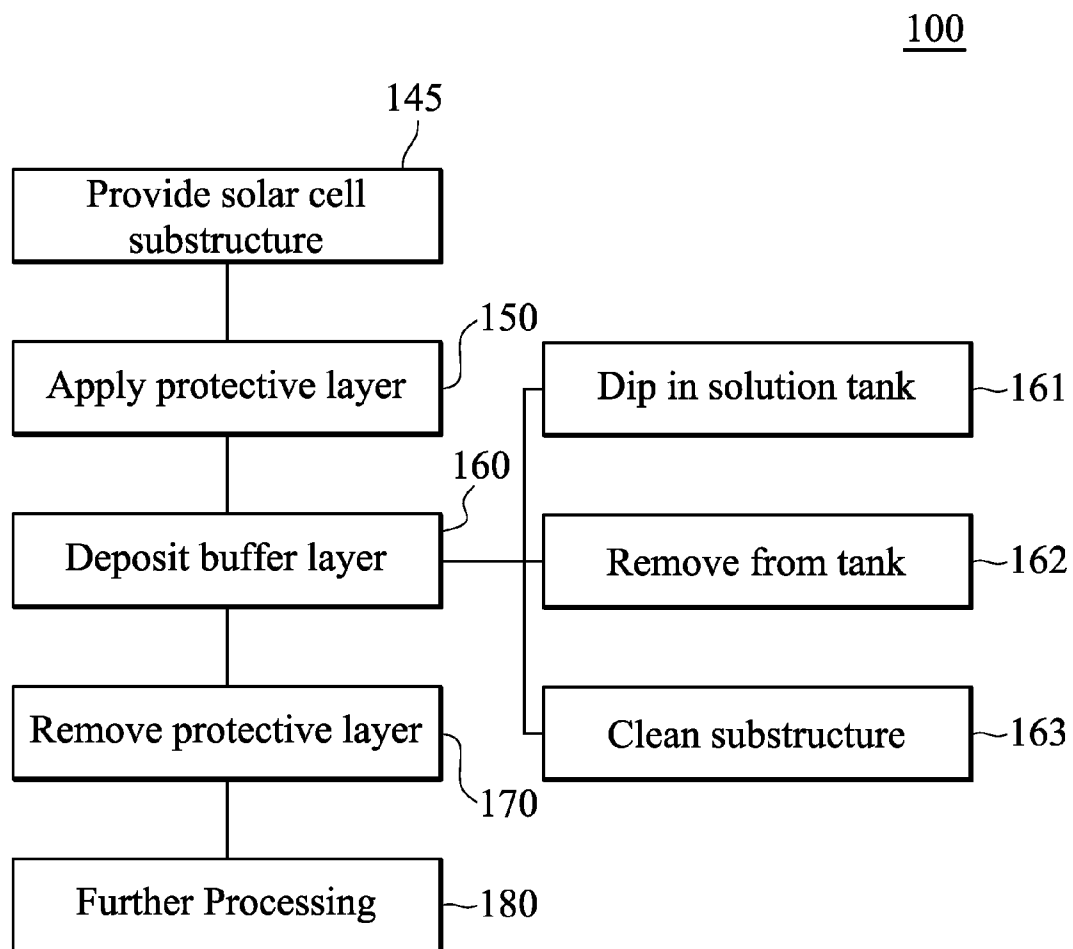 100
145
Provide solar cell
substructure
150
Apply protective layer
Dip in solution tank
161
160
Deposit buffer layer
Remove from tank
162
Remove protective layer
170
Clean substructure
163
Further Processing
180